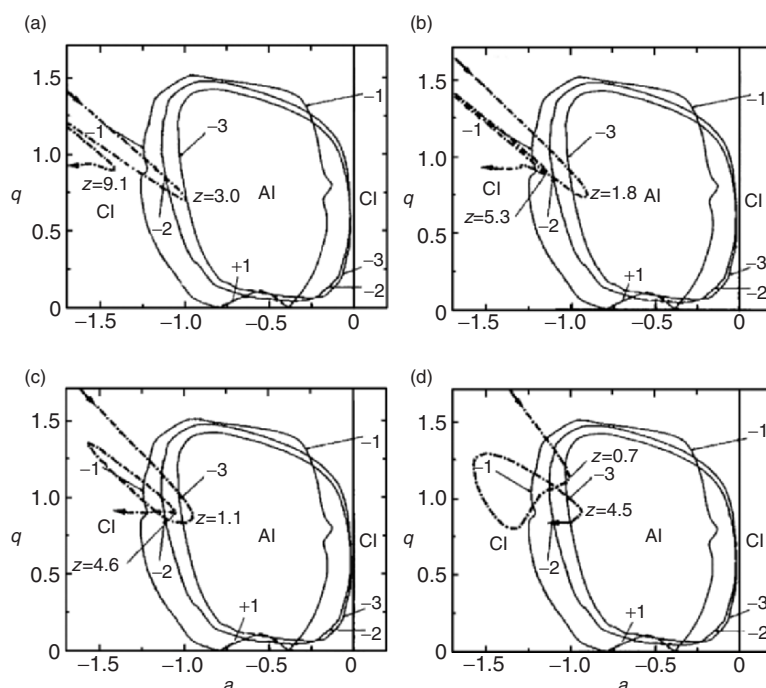 (a)
1.5
1.0
q
0.5
0
−1
−3
−1
z=9.1
CI
z=3.0
AI
CI
−2
+1
−3
−2
−1.5
−1.0
−0.5
0
(b)
1.5
1.0
q
0.5
0
−1
−3
−1
CI
z=5.3
z=1.8
AI
CI
−2
+1
−3
−2
−1.5
−1.0
−0.5
0
(c)
1.5
1.0
q
0.5
0
−1
−3
−1
CI
z=1.1
z=4.6
AI
CI
−2
+1
−3
−2
−1.5
−1.0
−0.5
0
a
(d)
1.5
1.0
q
0.5
0
−1
z=0.7
−3
−1
z=4.5
CI
AI
CI
−2
+1
−3
−2
−1.5
−1.0
−0.5
0
a